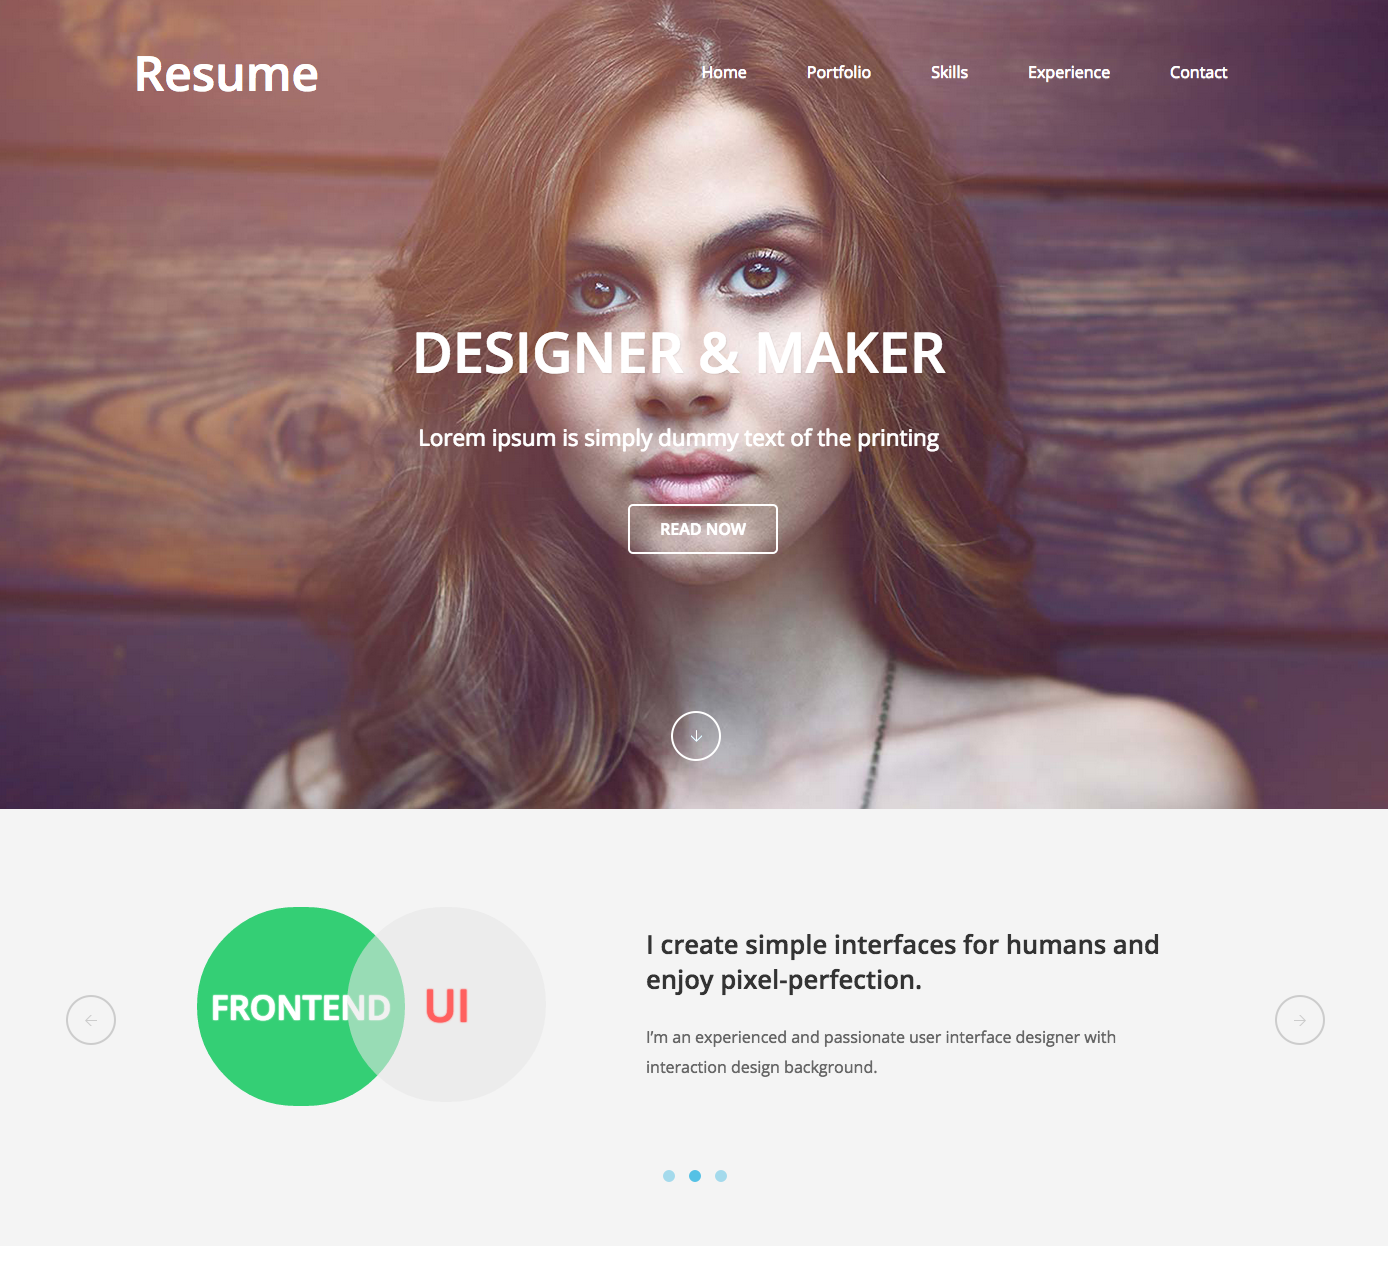 Resume
Home Portfolio Skills Experience Contact
DESIGNER & MAKER
Lorem ipsum is simply dummy text of the printing
READ NOW
FRONTEND UI
I create simple interfaces for humans and
enjoy pixel-perfection.
I’m an experienced and passionate user interface designer with
interaction design background.